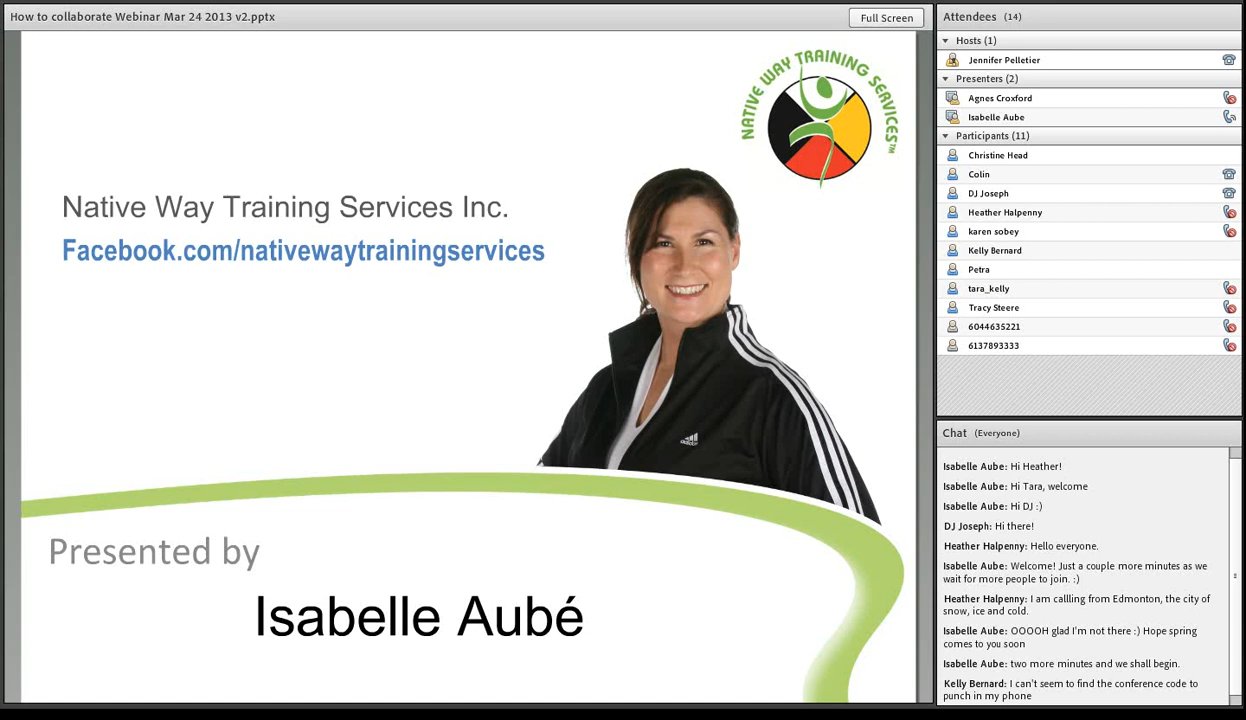 How to collaborate Webinar Mar 24 2013 v2.pptx
Full Screen
NATIVE WAY TRAINING SERVICES™
Native Way Training Services Inc.
Facebook.com/nativewaytrainingservices
adidas
Presented by
Isabelle Aubé
Attendees (14)
Hosts (1)
Jennifer Pelletier
Presenters (2)
Agnes Croxford
Isabelle Aube
Participants (11)
Christine Head
Colin
DJ Joseph
Heather Halpenny
karen sobey
Kelly Bernard
Petra
tara_kelly
Tracy Steere
6044635221
6137893333
Chat (Everyone)
Isabelle Aube: Hi Heather!
Isabelle Aube: Hi Tara, welcome
Isabelle Aube: Hi DJ :)
DJ Joseph: Hi there!
Heather Halpenny: Hello everyone.
Isabelle Aube: Welcome! Just a couple more minutes as we
wait for more people to join. :)
Heather Halpenny: I am callling from Edmonton, the city of
snow, ice and cold.
Isabelle Aube: OOOOH glad I'm not there :) Hope spring
comes to you soon
Isabelle Aube: two more minutes and we shall begin.
Kelly Bernard: I can't seem to find the conference code to
punch in my phone